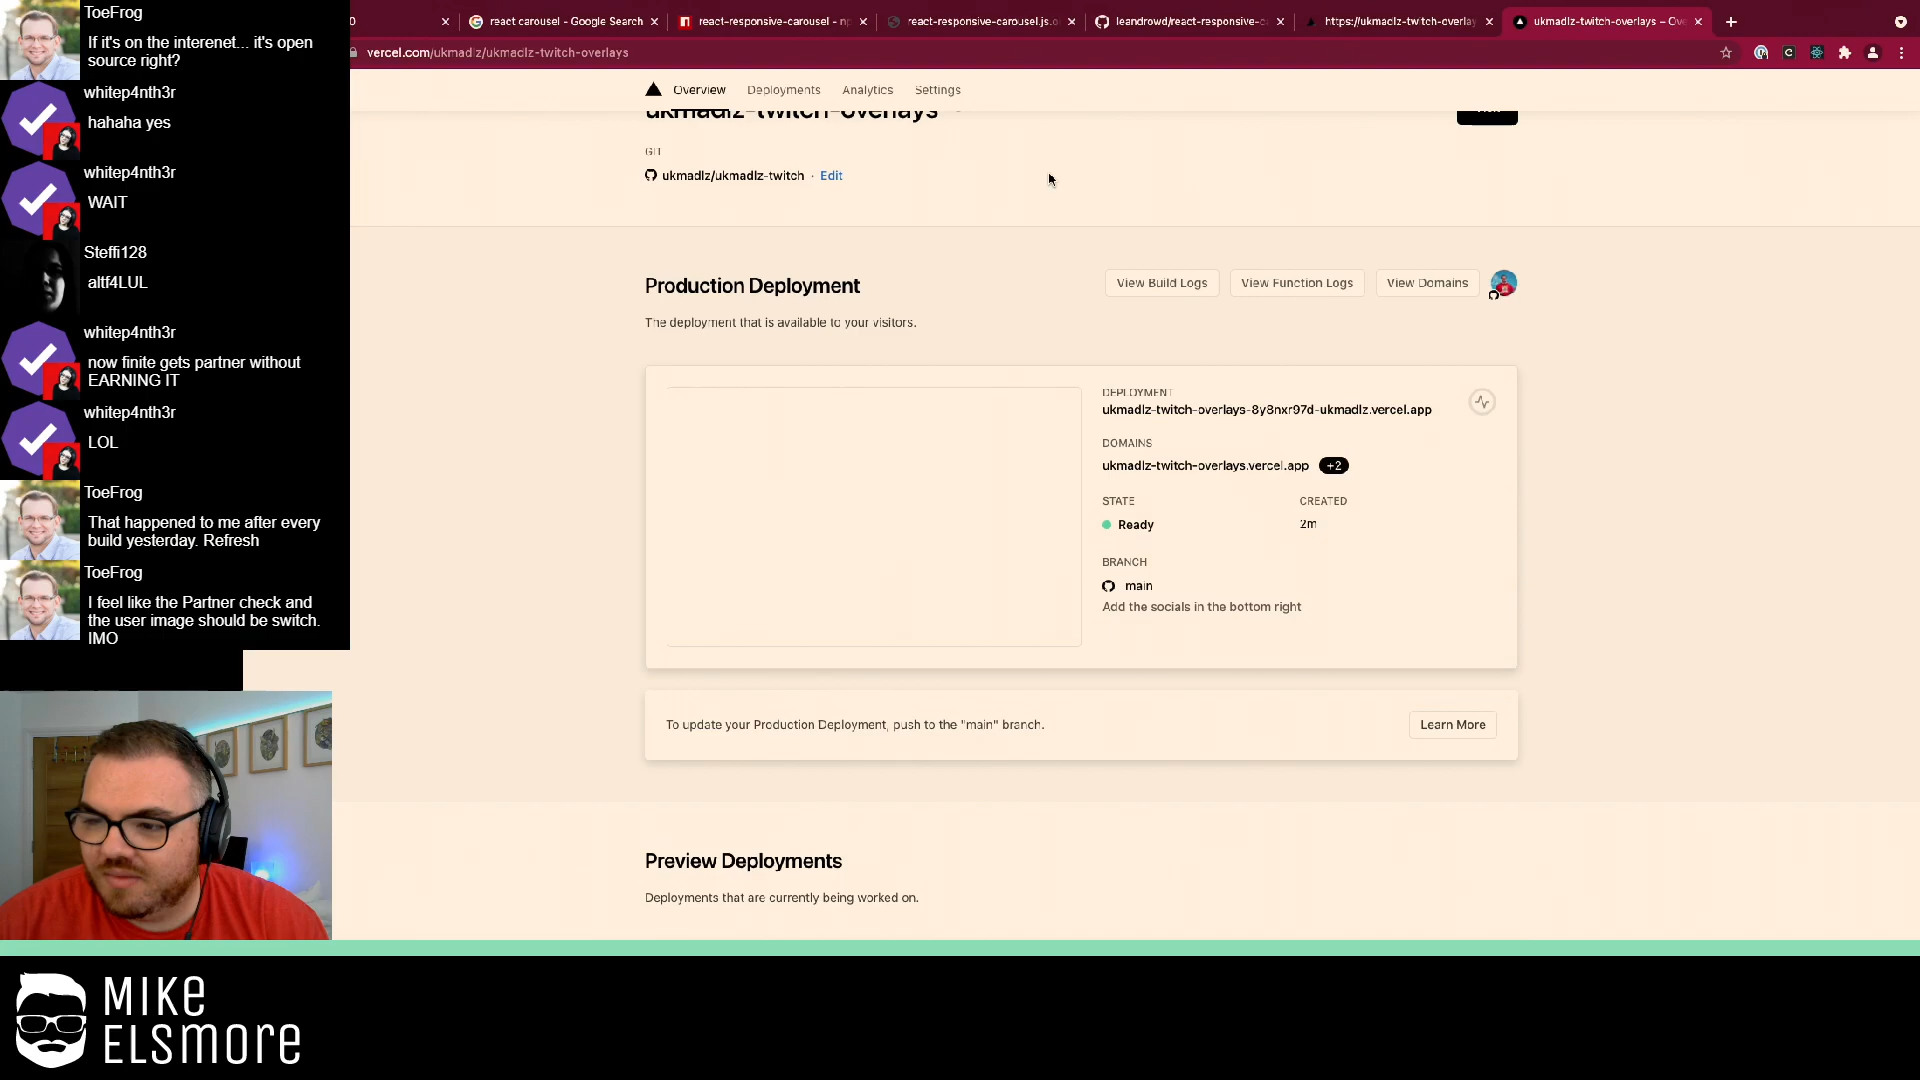 ToeFrog
If it's on the interenet... it's open
source right?
whitep4nth3r
hahaha yes
whitep4nth3r
WAIT
Steffi128
altf4LUL
whitep4nth3r
now finite gets partner without
EARNING IT
whitep4nth3r
LOL
ToeFrog
That happened to me after every
build yesterday. Refresh
ToeFrog
I feel like the Partner check and
the user image should be switch.
IMO
react carousel - Google Search
react-responsive-carousel - np
react-responsive-carousel.js.o
leandrowd/react-responsive-c
https://ukmadlz-twitch-overlay
ukmadlz-twitch-overlays – Ove
vercel.com/ukmadlz/ukmadlz-twitch-overlays
Overview
Deployments
Analytics
Settings
ukmadlz-twitch-overlays
GIT
ukmadlz/ukmadlz-twitch · Edit
Production Deployment
View Build Logs
View Function Logs
View Domains
The deployment that is available to your visitors.
DEPLOYMENT
ukmadlz-twitch-overlays-8y8nxr97d-ukmadlz.vercel.app
DOMAINS
ukmadlz-twitch-overlays.vercel.app +2
STATE
CREATED
Ready
2m
BRANCH
main
Add the socials in the bottom right
To update your Production Deployment, push to the "main" branch.
Learn More
Preview Deployments
Deployments that are currently being worked on.
MIKE
ELSMORE